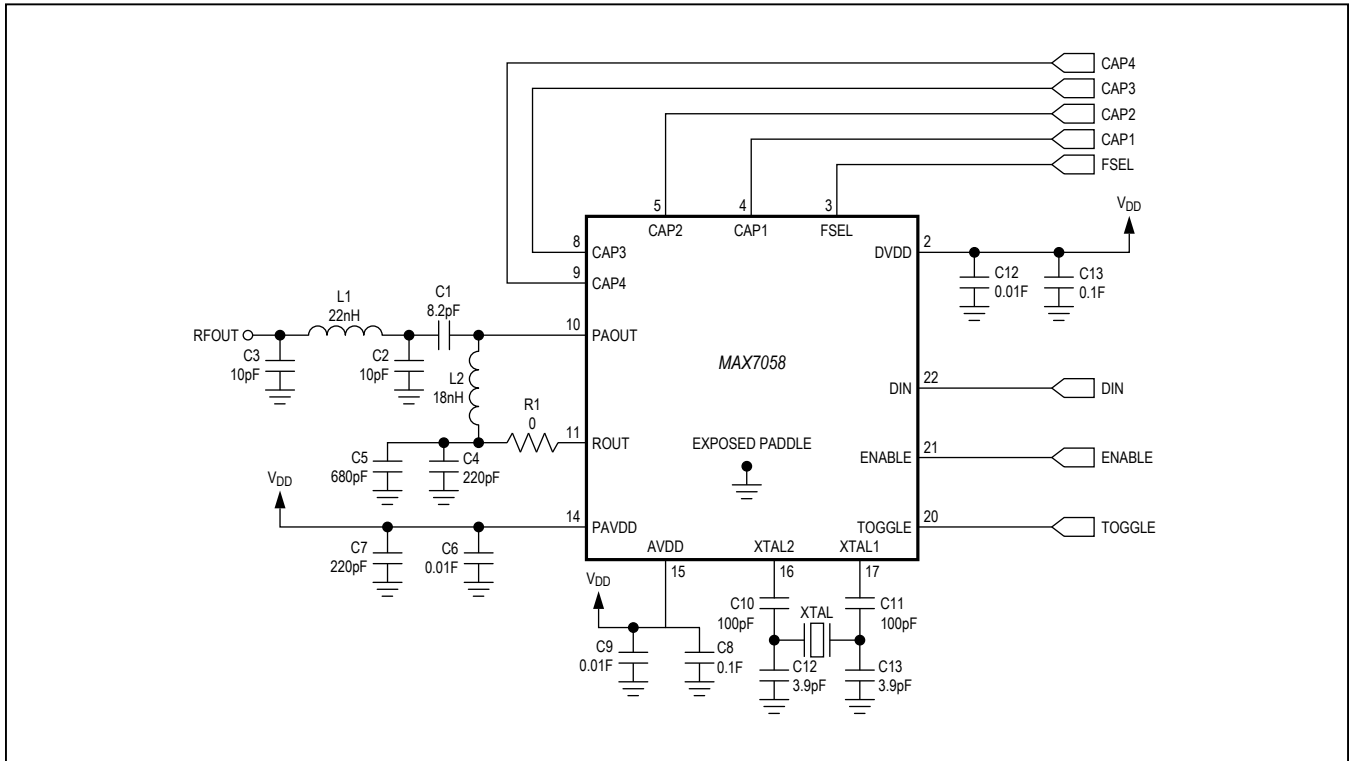 CAP4
CAP3
CAP2
CAP1
FSEL
5
4
3
CAP2
CAP1
FSEL
VDD
8
CAP3
DVDD
2
9
CAP4
C12
0.01F
C13
0.1F
L1
22nH
C1
8.2pF
RFOUT
10
PAOUT
C3
10pF
C2
10pF
MAX7058
L2
18nH
DIN
22
DIN
R1
0
11
ROUT
EXPOSED PADDLE
C5
680pF
C4
220pF
ENABLE
21
ENABLE
VDD
14
PAVDD
TOGGLE
20
TOGGLE
C7
220pF
C6
0.01F
AVDD
XTAL2
XTAL1
15
16
17
VDD
C10
100pF
XTAL
C11
100pF
C9
0.01F
C8
0.1F
C12
3.9pF
C13
3.9pF